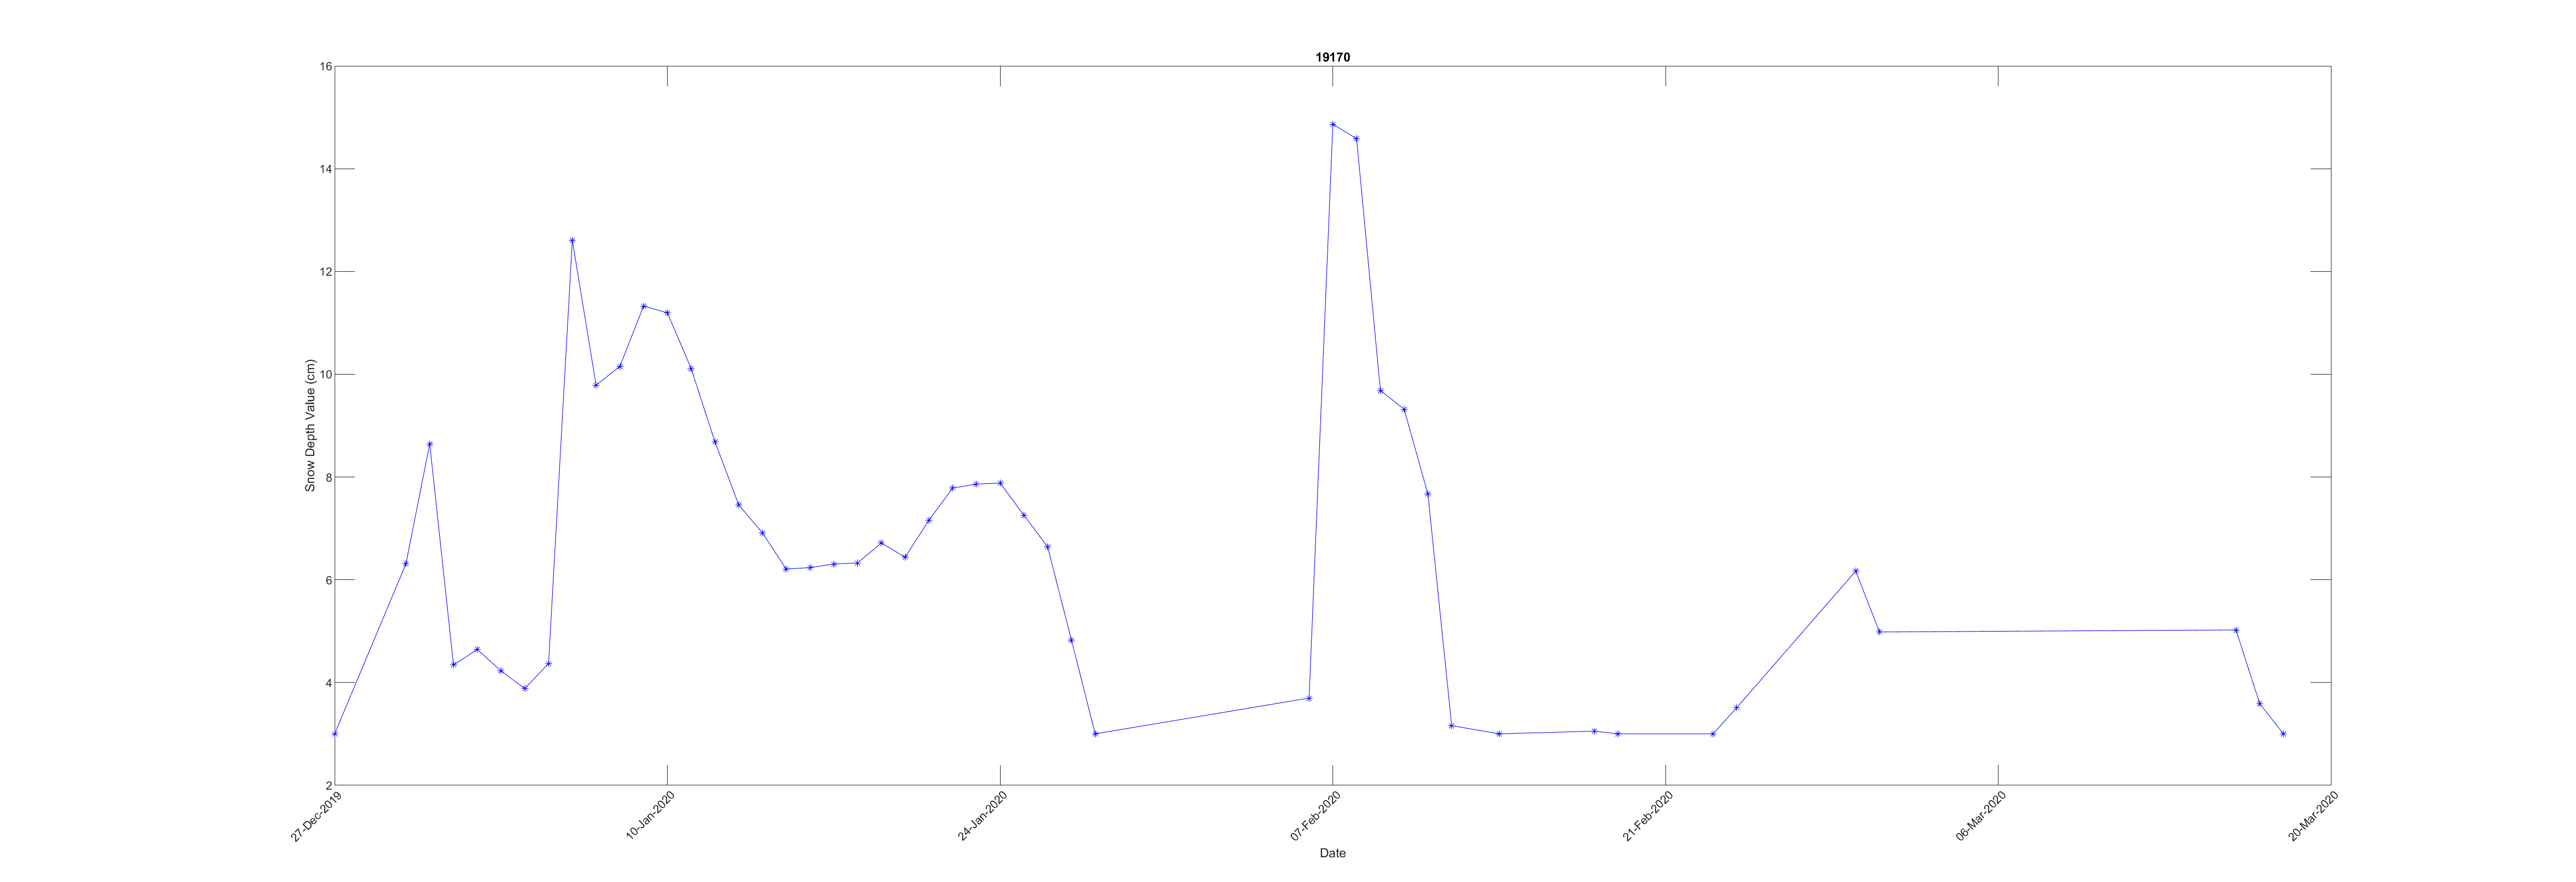 19170
16
14
12
10
8
6
4
2
Snow Depth Value (cm)
27-Dec-2019
10-Jan-2020
24-Jan-2020
07-Feb-2020
21-Feb-2020
06-Mar-2020
20-Mar-2020
Date